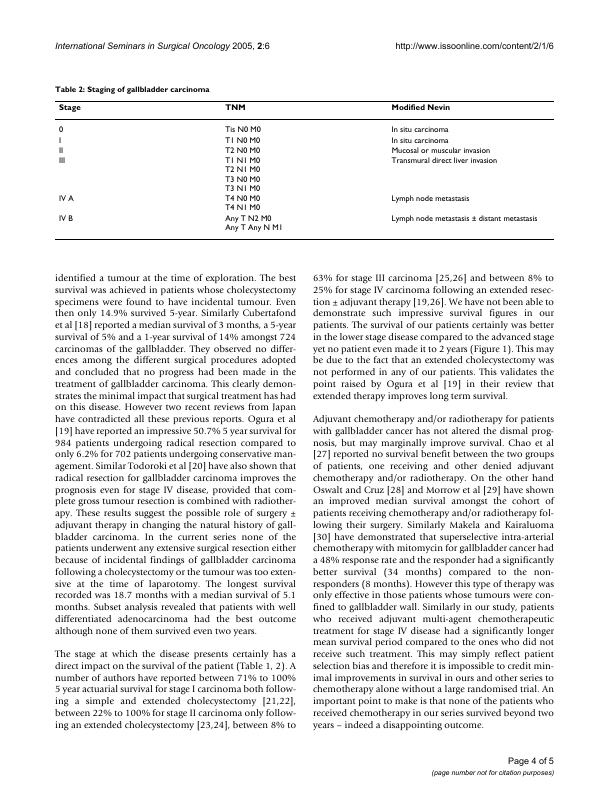 International Seminars in Surgical Oncology 2005, 2:6 http://www.issoonline.com/content/2/1/6
Table 2: Staging of gallbladder carcinoma
Stage TNM Modified Nevin
0 Tis N0 M0 In situ carcinoma
I T1 N0 M0 In situ carcinoma
II T2 N0 M0 Mucosal or muscular invasion
III T1 N1 M0 Transmural direct liver invasion
T2 N1 M0
T3 N0 M0
T3 N1 M0
IV A T4 N0 M0 Lymph node metastasis
T4 N1 M0
IV B Any T N2 M0 Lymph node metastasis ± distant metastasis
Any T Any N M1
identified a tumour at the time of exploration. The best
survival was achieved in patients whose cholecystectomy
specimens were found to have incidental tumour. Even
then only 14.9% survived 5-year. Similarly Cubertafond
et al [18] reported a median survival of 3 months, a 5-year
survival of 5% and a 1-year survival of 14% amongst 724
carcinomas of the gallbladder. They observed no differ-
ences among the different surgical procedures adopted
and concluded that no progress had been made in the
treatment of gallbladder carcinoma. This clearly demon-
strates the minimal impact that surgical treatment has had
on this disease. However two recent reviews from Japan
have contradicted all these previous reports. Ogura et al
[19] have reported an impressive 50.7% 5 year survival for
984 patients undergoing radical resection compared to
only 6.2% for 702 patients undergoing conservative man-
agement. Similar Todoroki et al [20] have also shown that
radical resection for gallbladder carcinoma improves the
prognosis even for stage IV disease, provided that com-
plete gross tumour resection is combined with radiother-
apy. These results suggest the possible role of surgery ±
adjuvant therapy in changing the natural history of gall-
bladder carcinoma. In the current series none of the
patients underwent any extensive surgical resection either
because of incidental findings of gallbladder carcinoma
following a cholecystectomy or the tumour was too exten-
sive at the time of laparotomy. The longest survival
recorded was 18.7 months with a median survival of 5.1
months. Subset analysis revealed that patients with well
differentiated adenocarcinoma had the best outcome
although none of them survived even two years.
The stage at which the disease presents certainly has a
direct impact on the survival of the patient (Table 1, 2). A
number of authors have reported between 71% to 100%
5 year actuarial survival for stage I carcinoma both follow-
ing a simple and extended cholecystectomy [21,22],
between 22% to 100% for stage II carcinoma only follow-
ing an extended cholecystectomy [23,24], between 8% to
63% for stage III carcinoma [25,26] and between 8% to
25% for stage IV carcinoma following an extended resec-
tion ± adjuvant therapy [19,26]. We have not been able to
demonstrate such impressive survival figures in our
patients. The survival of our patients certainly was better
in the lower stage disease compared to the advanced stage
yet no patient even made it to 2 years (Figure 1). This may
be due to the fact that an extended cholecystectomy was
not performed in any of our patients. This validates the
point raised by Ogura et al [19] in their review that
extended therapy improves long term survival.
Adjuvant chemotherapy and/or radiotherapy for patients
with gallbladder cancer has not altered the dismal prog-
nosis, but may marginally improve survival. Chao et al
[27] reported no survival benefit between the two groups
of patients, one receiving and other denied adjuvant
chemotherapy and/or radiotherapy. On the other hand
Oswalt and Cruz [28] and Morrow et al [29] have shown
an improved median survival amongst the cohort of
patients receiving chemotherapy and/or radiotherapy fol-
lowing their surgery. Similarly Makela and Kairaluoma
[30] have demonstrated that superselective intra-arterial
chemotherapy with mitomycin for gallbladder cancer had
a 48% response rate and the responder had a significantly
better survival (34 months) compared to the non-
responders (8 months). However this type of therapy was
only effective in those patients whose tumours were con-
fined to gallbladder wall. Similarly in our study, patients
who received adjuvant multi-agent chemotherapeutic
treatment for stage IV disease had a significantly longer
mean survival period compared to the ones who did not
receive such treatment. This may simply reflect patient
selection bias and therefore it is impossible to credit min-
imal improvements in survival in ours and other series to
chemotherapy alone without a large randomised trial. An
important point to make is that none of the patients who
received chemotherapy in our series survived beyond two
years – indeed a disappointing outcome.
Page 4 of 5
(page number not for citation purposes)